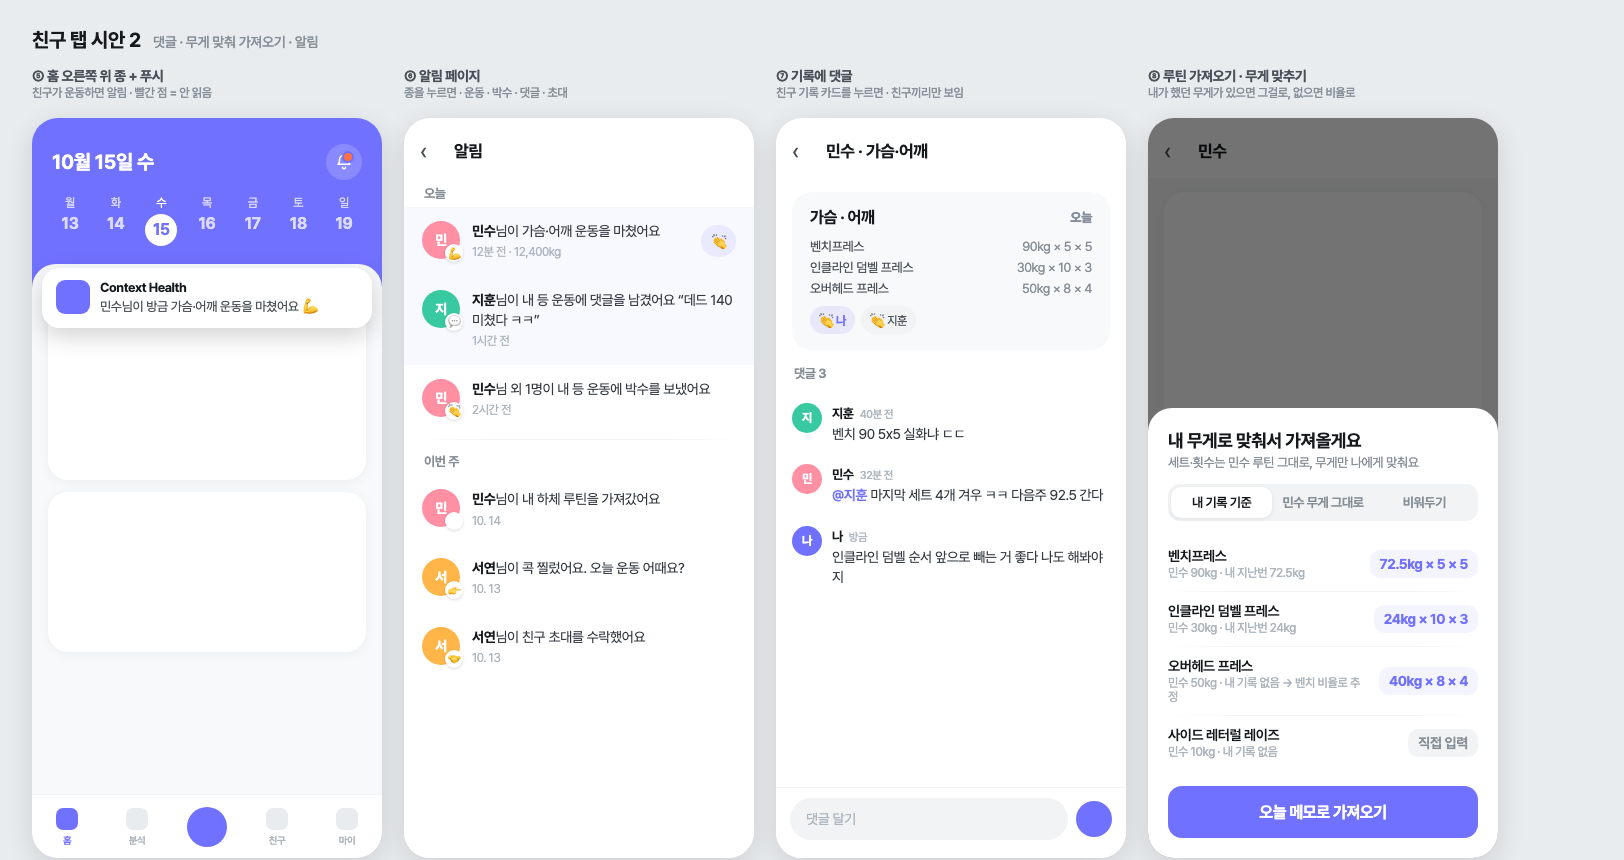 친구 탭 시안 2 댓글 · 무게 맞춰 가져오기 · 알림
⑤ 홈 오른쪽 위 종 + 푸시
친구가 운동하면 알림 · 빨간 점 = 안 읽음
10월 15일 수
월 화 수 목 금 토 일
13 14 15 16 17 18 19
Context Health
민수님이 방금 가슴·어깨 운동을 마쳤어요 💪
홈 분석 친구 마이
⑥ 알림 페이지
종을 누르면 · 운동 · 박수 · 댓글 · 초대
‹ 알림
오늘
민
민수님이 가슴·어깨 운동을 마쳤어요
12분 전 · 12,400kg
지
지훈님이 내 등 운동에 댓글을 남겼어요 “데드 140
미쳤다 ㅋㅋ”
1시간 전
민
민수님 외 1명이 내 등 운동에 박수를 보냈어요
2시간 전
이번 주
민
민수님이 내 하체 루틴을 가져갔어요
10. 14
서
서연님이 콕 찔렀어요. 오늘 운동 어때요?
10. 13
서
서연님이 친구 초대를 수락했어요
10. 13
⑦ 기록에 댓글
친구 기록 카드를 누르면 · 친구끼리만 보임
‹ 민수 · 가슴·어깨
가슴 · 어깨 오늘
벤치프레스 90kg × 5 × 5
인클라인 덤벨 프레스 30kg × 10 × 3
오버헤드 프레스 50kg × 8 × 4
👏 나 👏 지훈
댓글 3
지
지훈 40분 전
벤치 90 5x5 실화냐 ㄷㄷ
민
민수 32분 전
@지훈 마지막 세트 4개 겨우 ㅋㅋ 다음주 92.5 간다
나
나 방금
인클라인 덤벨 순서 앞으로 빼는 거 좋다 나도 해봐야
지
댓글 달기
⑧ 루틴 가져오기 · 무게 맞추기
내가 했던 무게가 있으면 그걸로, 없으면 비율로
‹ 민수
내 무게로 맞춰서 가져올게요
세트·횟수는 민수 루틴 그대로, 무게만 나에게 맞춰요
내 기록 기준 민수 무게 그대로 비워두기
벤치프레스
민수 90kg · 내 지난번 72.5kg
72.5kg × 5 × 5
인클라인 덤벨 프레스
민수 30kg · 내 지난번 24kg
24kg × 10 × 3
오버헤드 프레스
민수 50kg · 내 기록 없음 → 벤치 비율로 추
정
40kg × 8 × 4
사이드 레터럴 레이즈
민수 10kg · 내 기록 없음
직접 입력
오늘 메모로 가져오기